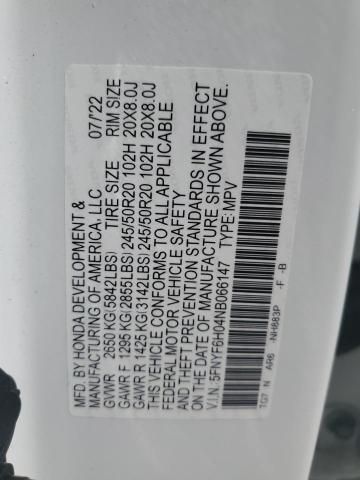 MFD. BY HONDA DEVELOPMENT &
MANUFACTURING OF AMERICA, LLC 07/'22
GVWR 2650 KG(5842LBS) TIRE SIZE RIM SIZE
GAWR F 1295 KG(2855LBS)245/50R20 102H 20X8.0J
GAWR R 1425 KG(3142LBS)245/50R20 102H 20X8.0J
THIS VEHICLE CONFORMS TO ALL APPLICABLE
FEDERAL MOTOR VEHICLE SAFETY
AND THEFT PREVENTION STANDARDS IN EFFECT
ON THE DATE OF MANUFACTURE SHOWN ABOVE.
V.I.N: 5FNYF6H04NB066147 TYPE: MPV
TG7 N AR6 -NH883P -F -B